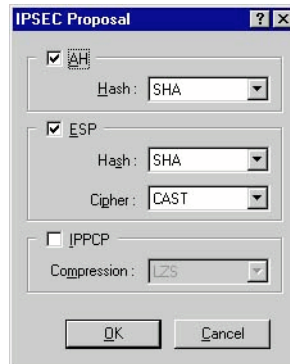 IPSEC Proposal
AH
Hash : SHA
ESP
Hash : SHA
Cipher : CAST
IPPCP
Compression : LZS
OK Cancel